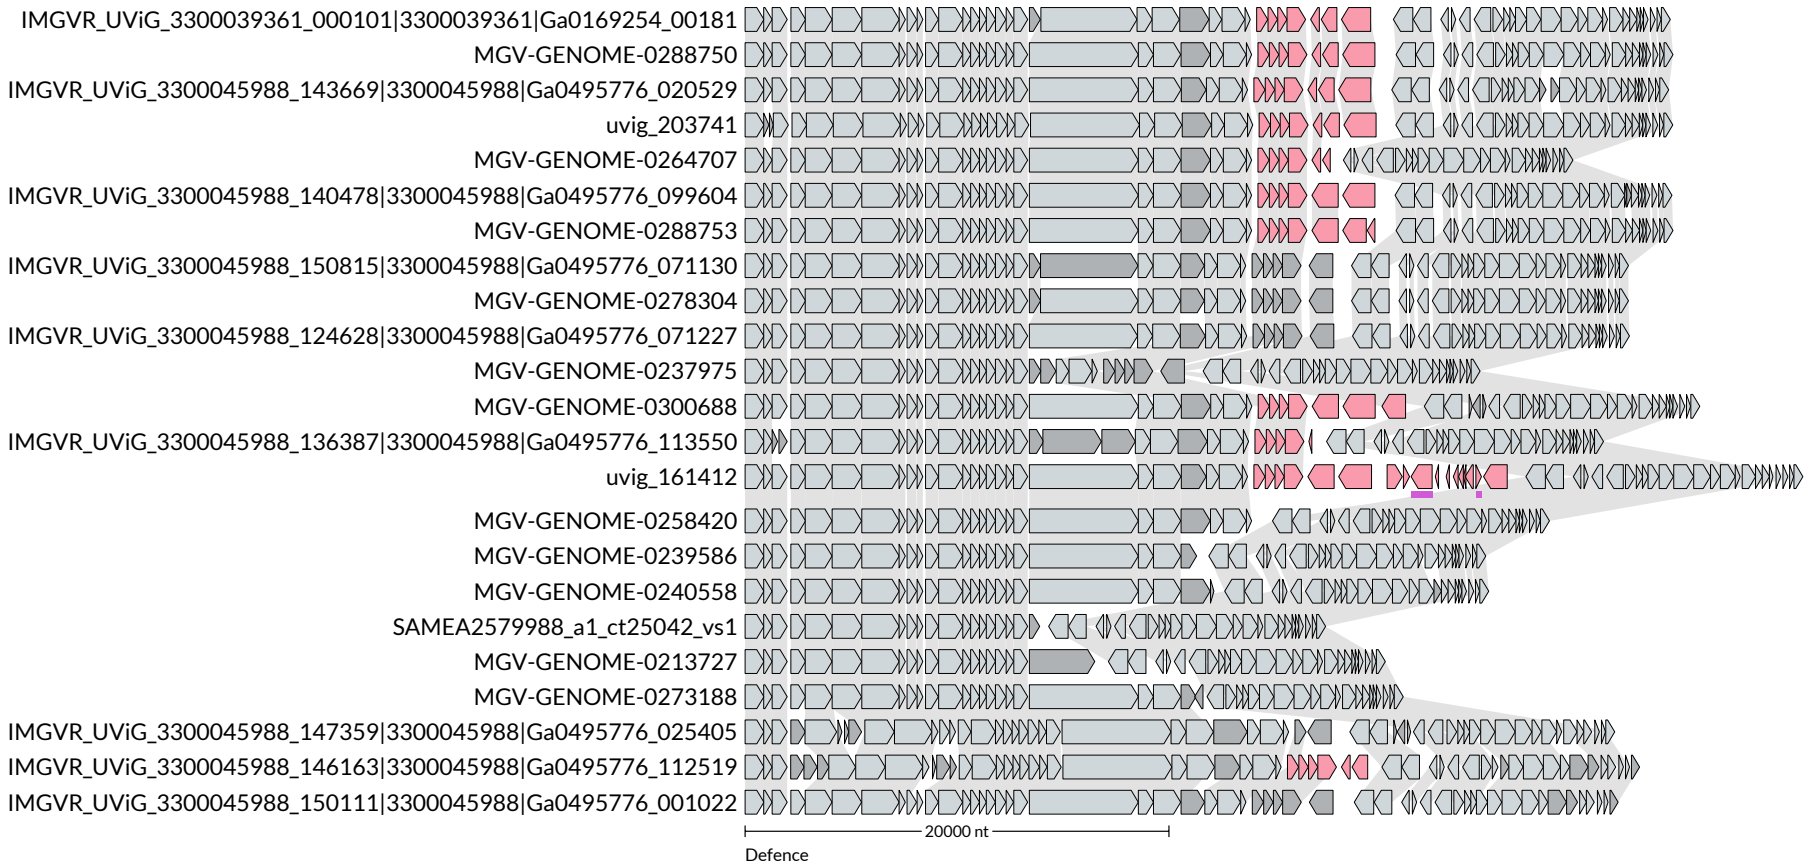 IMGVR_UViG_3300039361_000101|3300039361|Ga0169254_00181
MGV-GENOME-0288750
IMGVR_UViG_3300045988_143669|3300045988|Ga0495776_020529
uvig_203741
MGV-GENOME-0264707
IMGVR_UViG_3300045988_140478|3300045988|Ga0495776_099604
MGV-GENOME-0288753
IMGVR_UViG_3300045988_150815|3300045988|Ga0495776_071130
MGV-GENOME-0278304
IMGVR_UViG_3300045988_124628|3300045988|Ga0495776_071227
MGV-GENOME-0237975
MGV-GENOME-0300688
IMGVR_UViG_3300045988_136387|3300045988|Ga0495776_113550
uvig_161412
MGV-GENOME-0258420
MGV-GENOME-0239586
MGV-GENOME-0240558
SAMEA2579988_a1_ct25042_vs1
MGV-GENOME-0213727
MGV-GENOME-0273188
IMGVR_UViG_3300045988_147359|3300045988|Ga0495776_025405
IMGVR_UViG_3300045988_146163|3300045988|Ga0495776_112519
IMGVR_UViG_3300045988_150111|3300045988|Ga0495776_001022
20000 nt
Defence